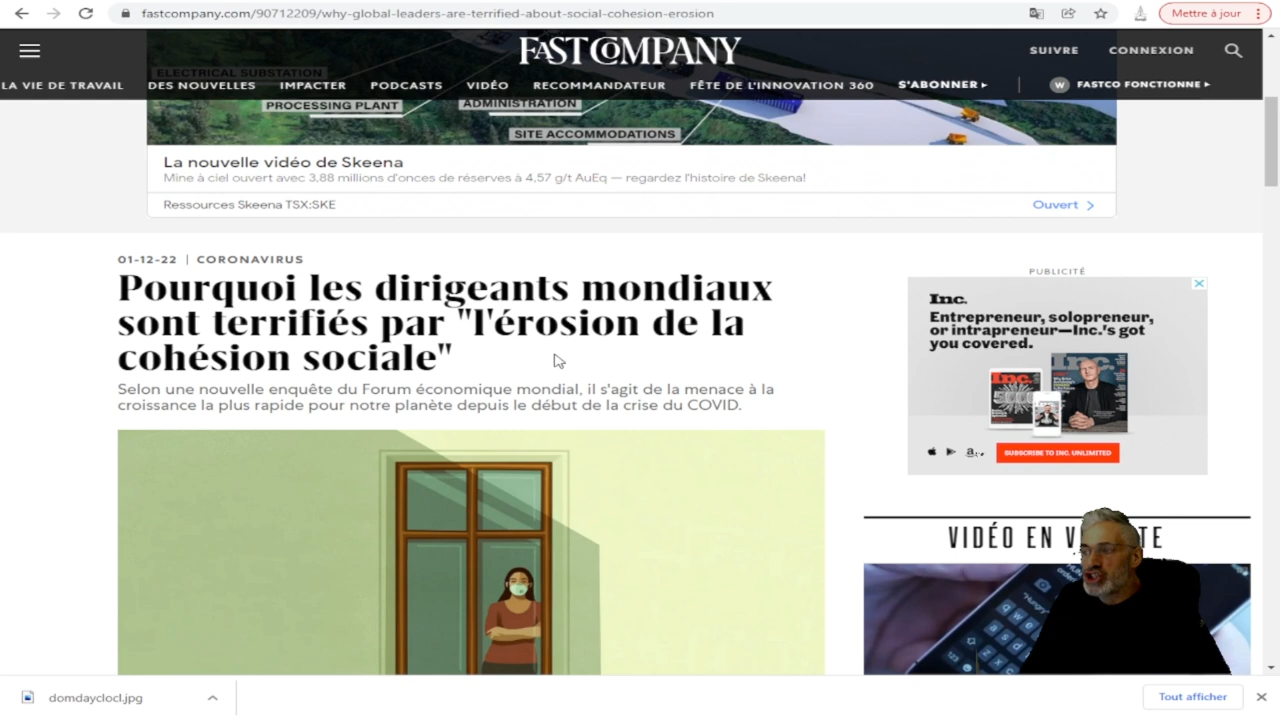 fastcompany.com/90712209/why-global-leaders-are-terrified-about-social-cohesion-erosion
Mettre à jour
FAST COMPANY
SUIVRE
CONNEXION
LA VIE DE TRAVAIL
DES NOUVELLES
IMPACTER
PODCASTS
VIDÉO
RECOMMANDATEUR
FÊTE DE L'INNOVATION 360
S'ABONNER
W
FASTCO FONCTIONNE
ELECTRICAL SUBSTATION
PROCESSING PLANT
ADMINISTRATION
SITE ACCOMMODATIONS
La nouvelle vidéo de Skeena
Mine à ciel ouvert avec 3,88 millions d'onces de réserves à 4,57 g/t AuEq — regardez l'histoire de Skeena!
Ressources Skeena TSX:SKE
Ouvert
01-12-22 | CORONAVIRUS
Pourquoi les dirigeants mondiaux
sont terrifiés par "l'érosion de la
cohésion sociale"
Selon une nouvelle enquête du Forum économique mondial, il s'agit de la menace à la
croissance la plus rapide pour notre planète depuis le début de la crise du COVID.
PUBLICITÉ
Inc.
Entrepreneur, solopreneur,
or intrapreneur—Inc.'s got
you covered.
Inc.
Inc.
SUBSCRIBE TO INC. UNLIMITED
VIDÉO EN V
TE
domdayclocl.jpg
Tout afficher